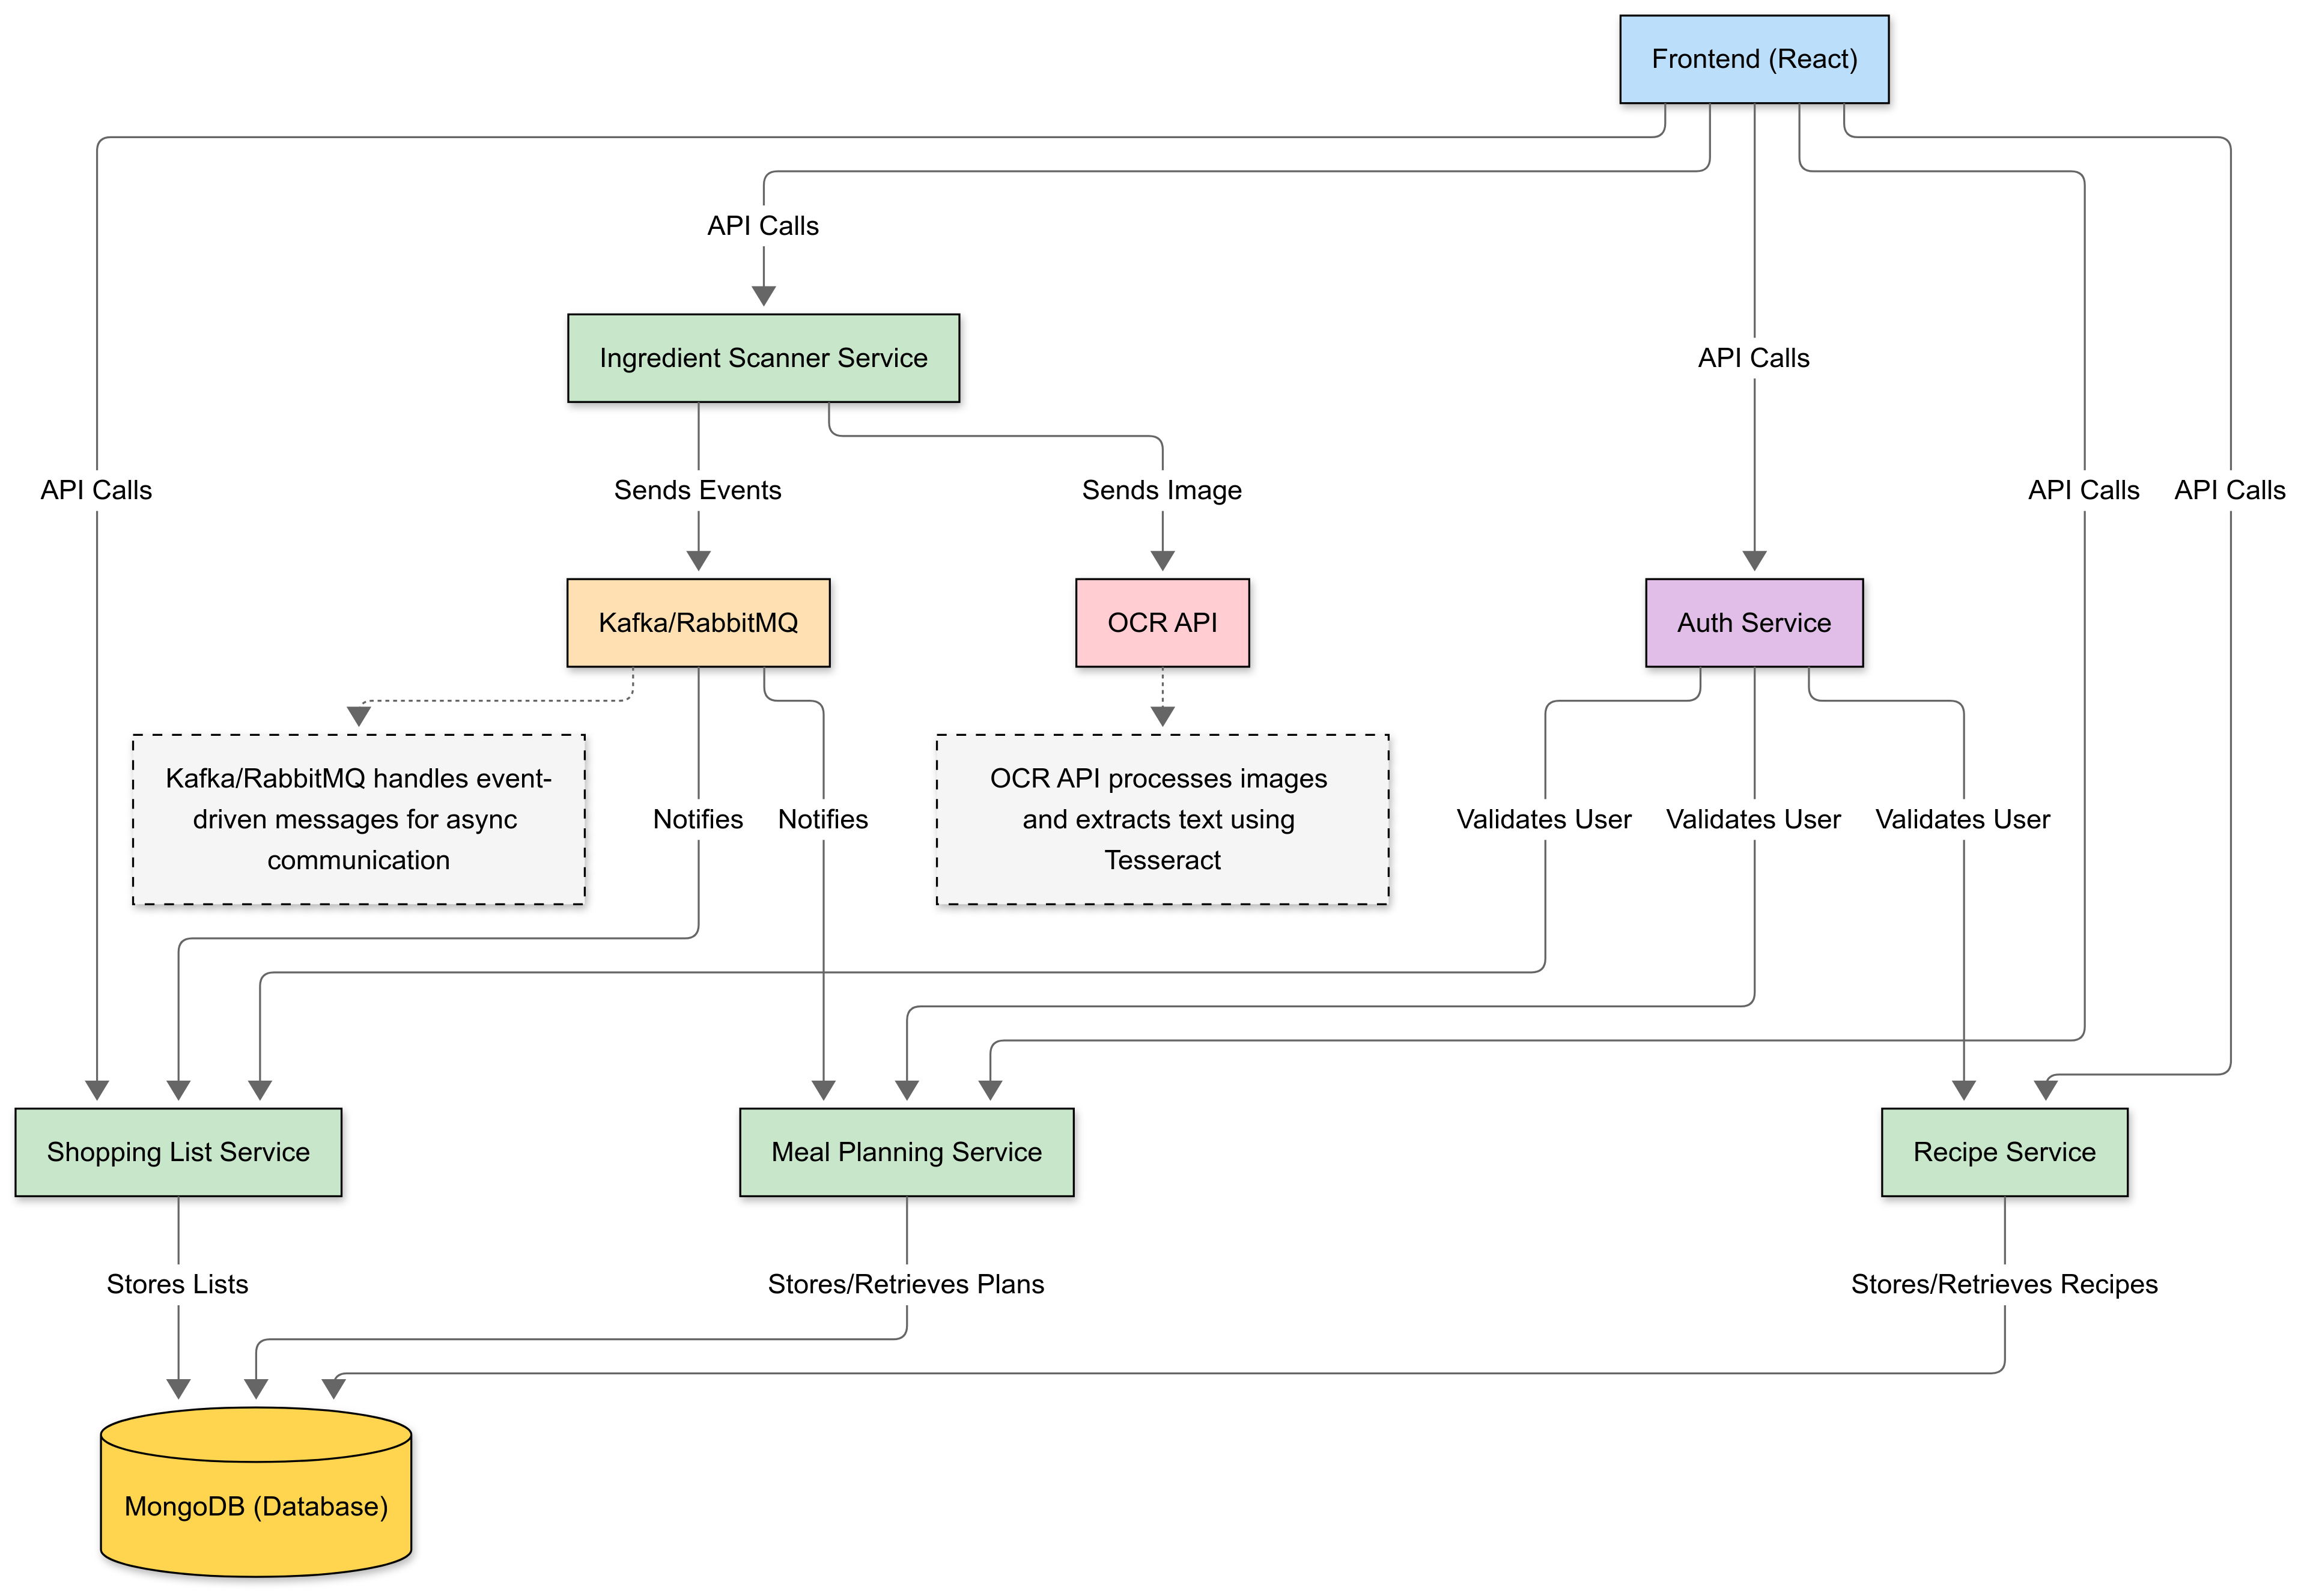 Frontend (React)
API Calls
Ingredient Scanner Service
API Calls
API Calls
Sends Events
Sends Image
API Calls
API Calls
Kafka/RabbitMQ
OCR API
Auth Service
Kafka/RabbitMQ handles event-
driven messages for async
communication
Notifies
Notifies
OCR API processes images
and extracts text using
Tesseract
Validates User
Validates User
Validates User
Shopping List Service
Meal Planning Service
Recipe Service
Stores Lists
Stores/Retrieves Plans
Stores/Retrieves Recipes
MongoDB (Database)